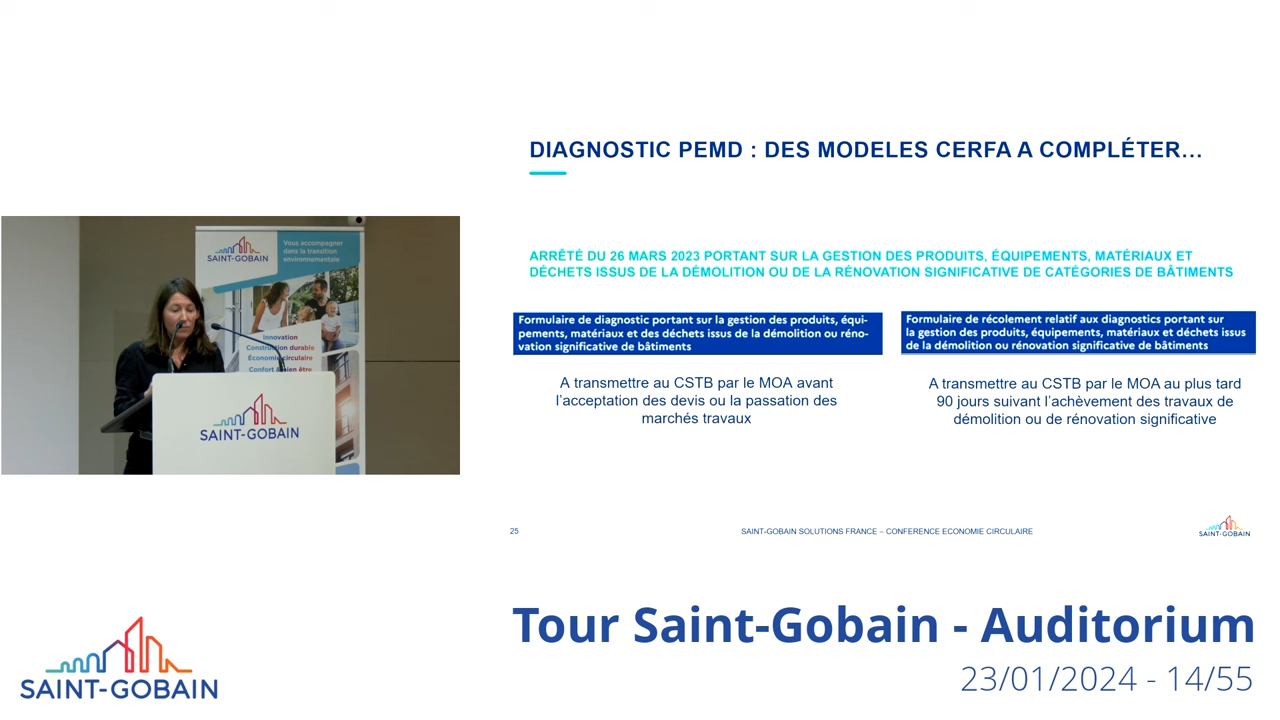 DIAGNOSTIC PEMD : DES MODELES CERFA A COMPLÉTER...
ARRÊTÉ DU 26 MARS 2023 PORTANT SUR LA GESTION DES PRODUITS, ÉQUIPEMENTS, MATÉRIAUX ET
DÉCHETS ISSUS DE LA DÉMOLITION OU DE LA RÉNOVATION SIGNIFICATIVE DE CATÉGORIES DE BÂTIMENTS
Formulaire de diagnostic portant sur la gestion des produits, équi-
pements, matériaux et des déchets issus de la démolition ou réno-
vation significative de bâtiments
A transmettre au CSTB par le MOA avant
l'acceptation des devis ou la passation des
marchés travaux
Formulaire de récolement relatif aux diagnostics portant sur
la gestion des produits, équipements, matériaux et déchets issus
de la démolition ou rénovation significative de bâtiments
A transmettre au CSTB par le MOA au plus tard
90 jours suivant l'achèvement des travaux de
démolition ou de rénovation significative
25
SAINT-GOBAIN SOLUTIONS FRANCE – CONFERENCE ECONOMIE CIRCULAIRE
SAINT-GOBAIN
SAINT-GOBAIN
Vous accompagner
dans la transition
environnementale
Innovation
Construction durable
Économie circulaire
Confort & bien être
SAINT-GOBAIN
SAINT-GOBAIN
Tour Saint-Gobain - Auditorium
23/01/2024 - 14/55